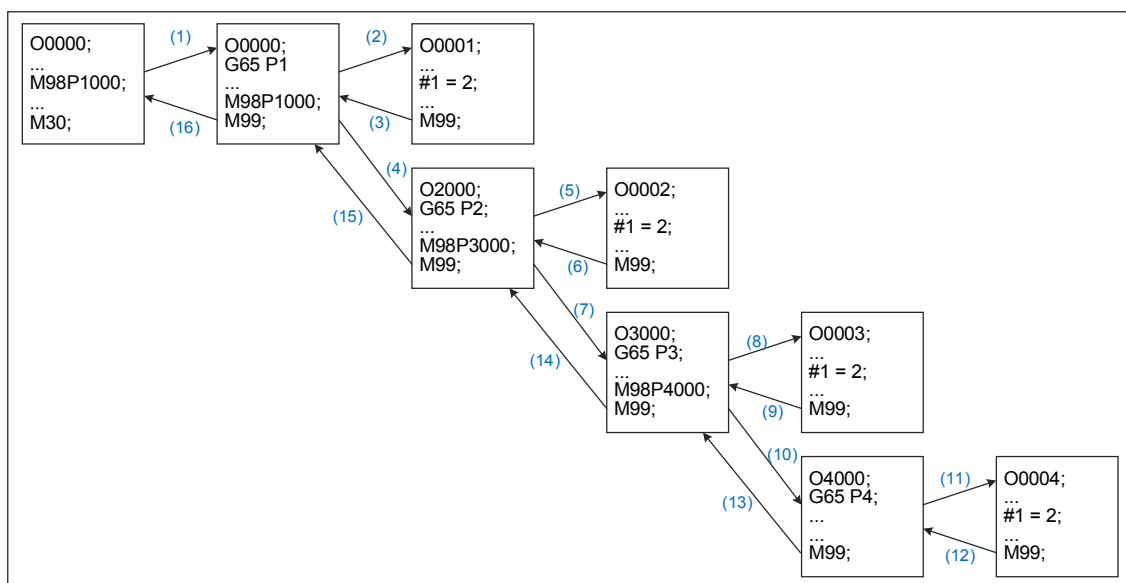 (1)
(2)
O0000;
...
M98P1000;
...
M30;
O0000;
G65 P1
...
M98P1000;
M99;
O0001;
...
#1 = 2;
...
M99;
(16)
(3)
(4)
(15)
O2000;
G65 P2;
...
M98P3000;
M99;
(5)
O0002;
...
#1 = 2;
...
M99;
(6)
(7)
(14)
O3000;
G65 P3;
...
M98P4000;
M99;
(8)
O0003;
...
#1 = 2;
...
M99;
(9)
(10)
(13)
O4000;
G65 P4;
...
...
M99;
(11)
O0004;
...
#1 = 2;
...
M99;
(12)